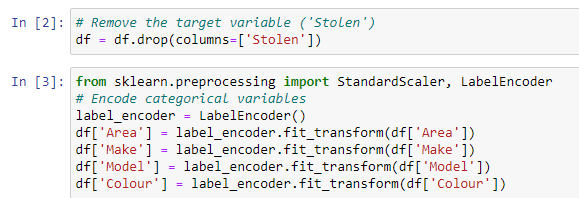 In [2]: # Remove the target variable ('Stolen')
df = df.drop(columns=['Stolen'])
In [3]: from sklearn.preprocessing import StandardScaler, LabelEncoder
# Encode categorical variables
label_encoder = LabelEncoder()
df['Area'] = label_encoder.fit_transform(df['Area'])
df['Make'] = label_encoder.fit_transform(df['Make'])
df['Model'] = label_encoder.fit_transform(df['Model'])
df['Colour'] = label_encoder.fit_transform(df['Colour'])